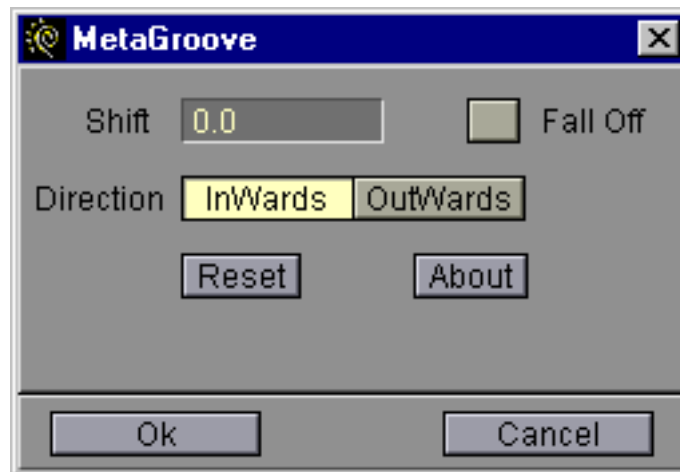 MetaGroove
Shift 0.0 Fall Off
Direction InWards OutWards
Reset About
Ok Cancel